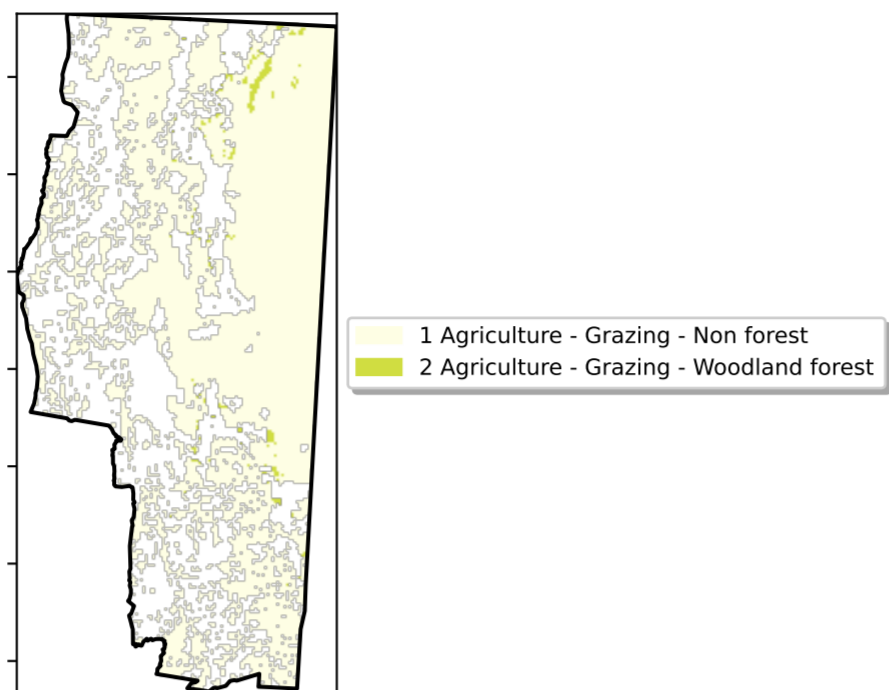 1 Agriculture - Grazing - Non forest
2 Agriculture - Grazing - Woodland forest